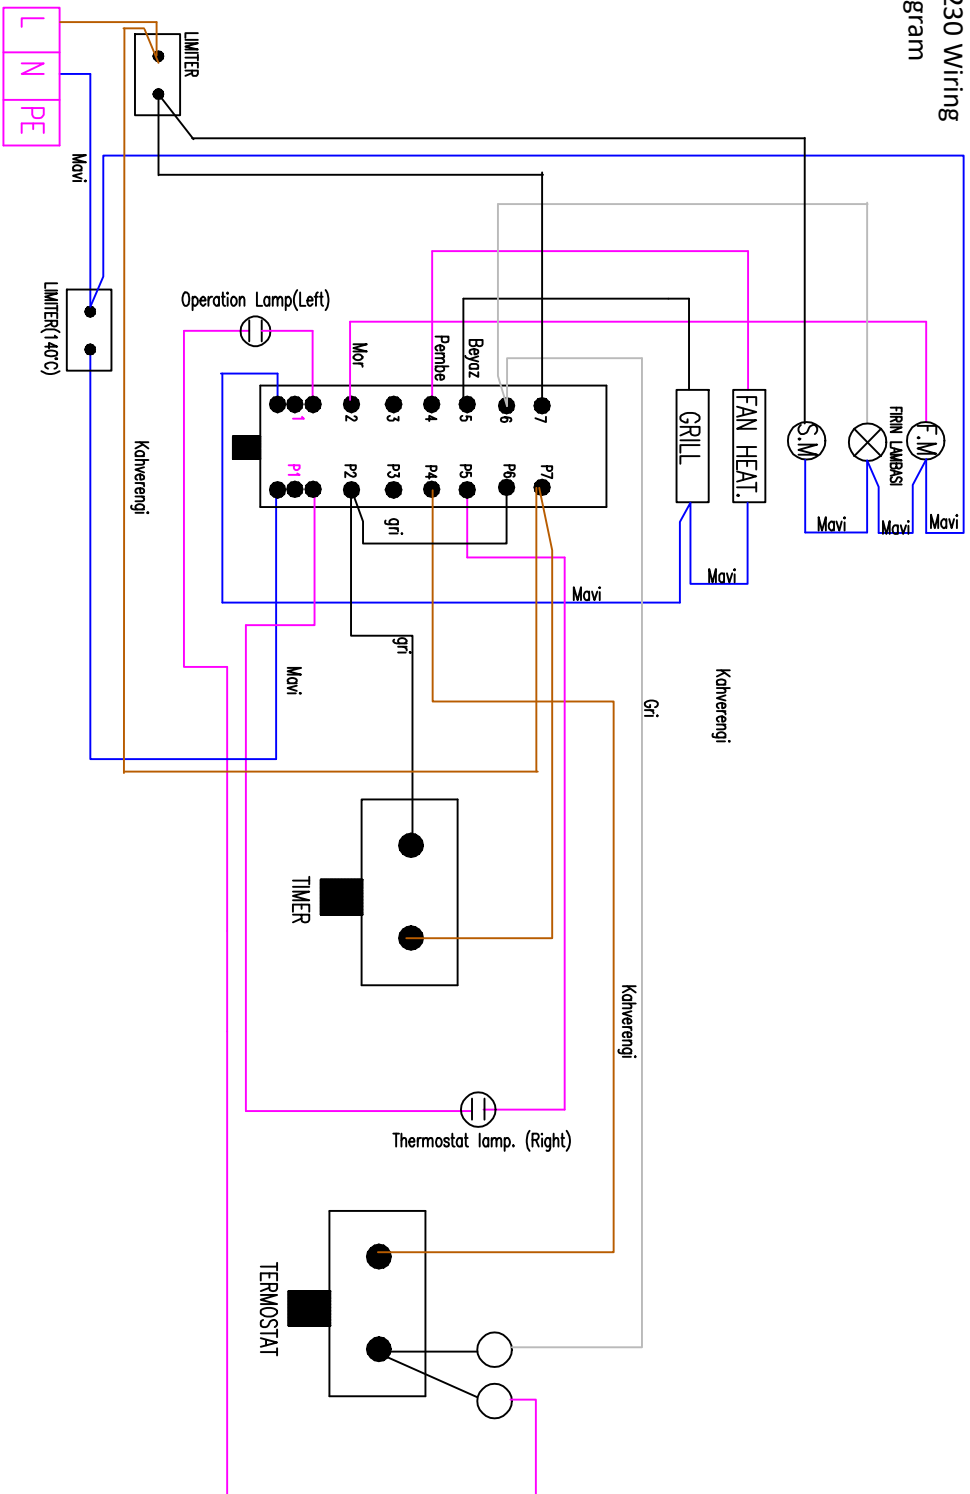 230 Wiring
gram
L
N
PE
LIMITER
Mavi
LIMITER(140°C)
Kahverengi
Operation Lamp(Left)
Mor
Pembe
Beyaz
1
2
3
4
5
6
7
P1
P2
P3
P4
P5
P6
P7
gri
gri
Mavi
GRILL
FAN HEAT.
S.M
FIRIN LAMBASI
F.M
Mavi
Mavi
Mavi
Mavi
Mavi
Gri
Kahverengi
TIMER
Kahverengi
Thermostat lamp. (Right)
TERMOSTAT